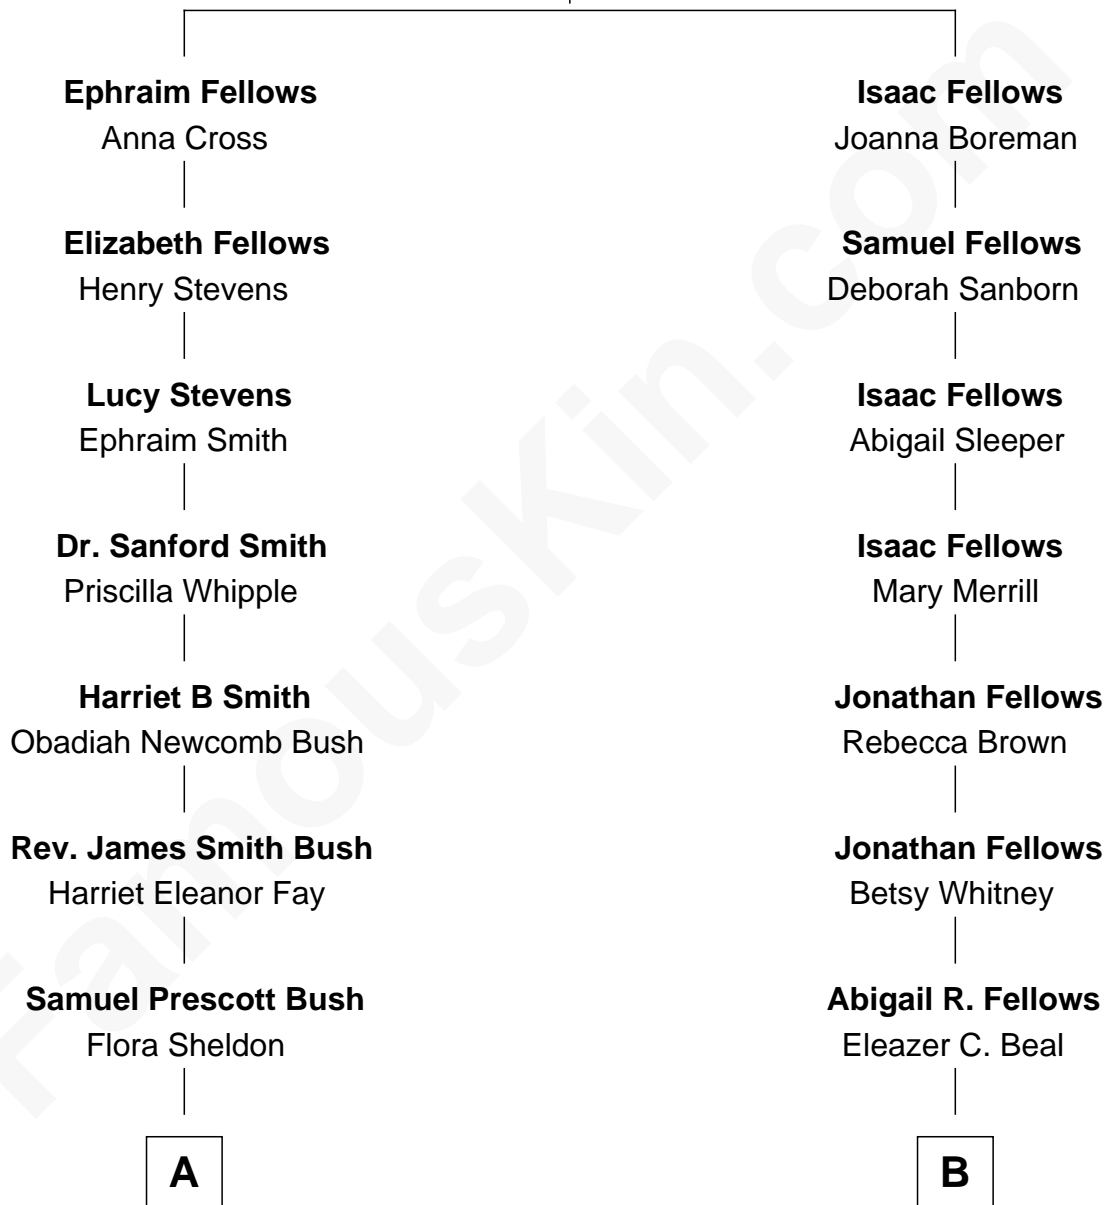 Ephraim Fellows
Anna Cross
Elizabeth Fellows
Henry Stevens
Lucy Stevens
Ephraim Smith
Dr. Sanford Smith
Priscilla Whipple
Harriet B Smith
Obadiah Newcomb Bush
Rev. James Smith Bush
Harriet Eleanor Fay
Samuel Prescott Bush
Flora Sheldon
A
Isaac Fellows
Joanna Boreman
Samuel Fellows
Deborah Sanborn
Isaac Fellows
Abigail Sleeper
Isaac Fellows
Mary Merrill
Jonathan Fellows
Rebecca Brown
Jonathan Fellows
Betsy Whitney
Abigail R. Fellows
Eleazer C. Beal
B
FamousKin.com